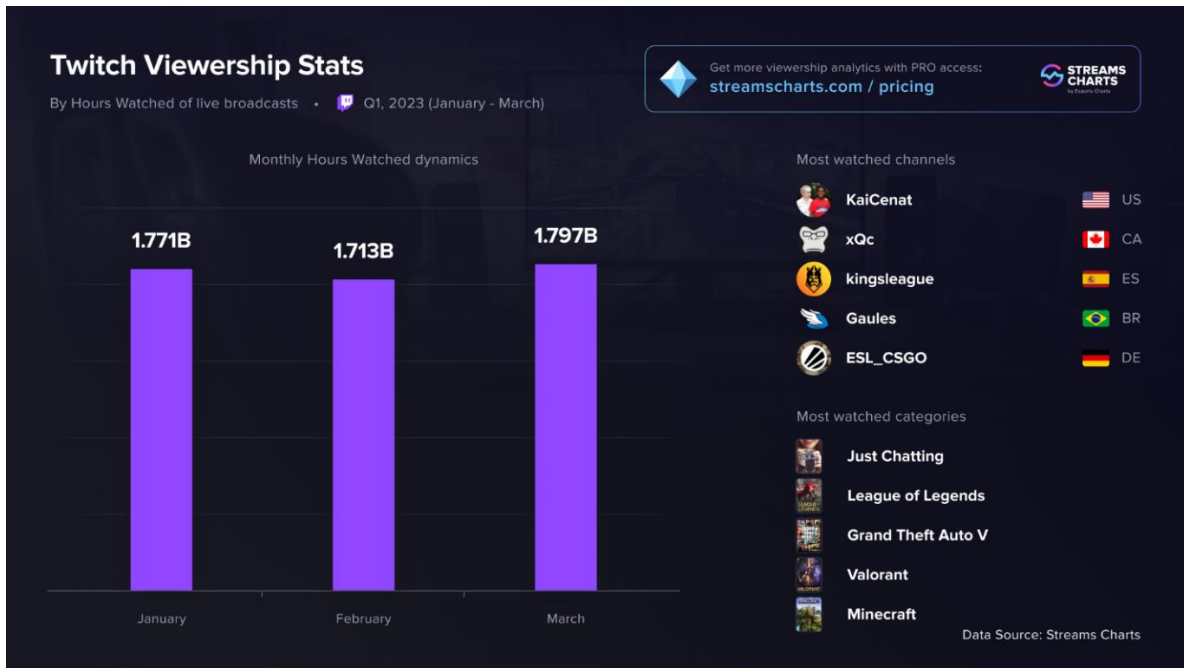 Twitch Viewership Stats
By Hours Watched of live broadcasts • Q1, 2023 (January - March)
Get more viewership analytics with PRO access:
streamscharts.com / pricing
STREAMS
CHARTS
by Esports Charts
Monthly Hours Watched dynamics
1.771B
1.713B
1.797B
January
February
March
Most watched channels
KaiCenat US
xQc CA
kingsleague ES
Gaules BR
ESL_CSGO DE
Most watched categories
Just Chatting
League of Legends
Grand Theft Auto V
Valorant
Minecraft
Data Source: Streams Charts